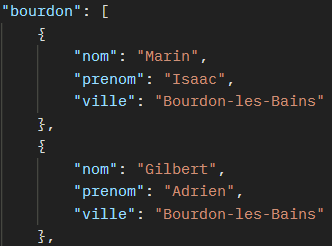 "bourdon": [
{
"nom": "Marin",
"prenom": "Isaac",
"ville": "Bourdon-les-Bains"
},
{
"nom": "Gilbert",
"prenom": "Adrien",
"ville": "Bourdon-les-Bains"
},